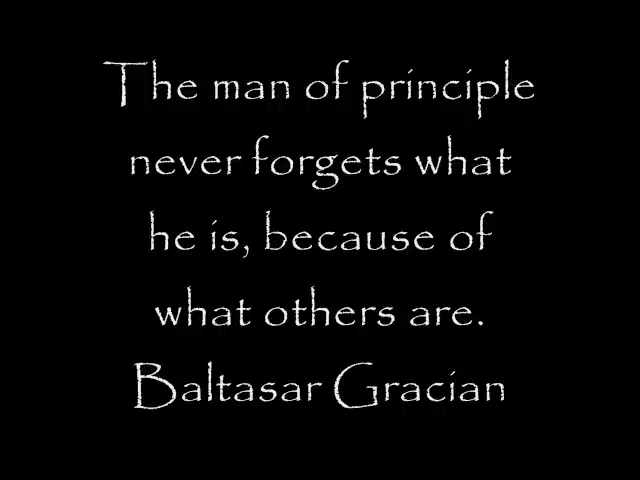 The man of principle
never forgets what
he is, because of
what others are.
Baltasar Gracian